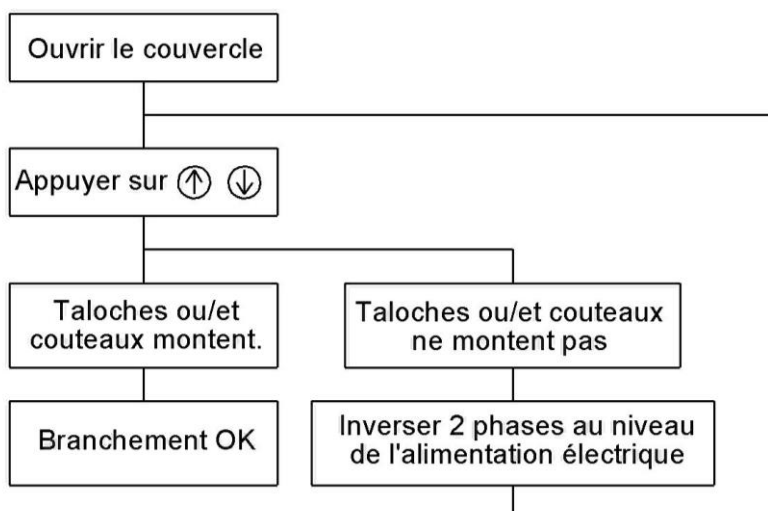 Ouvrir le couvercle
Appuyer sur ↑ ↓
Taloches ou/et
couteaux montent.
Taloches ou/et couteaux
ne montent pas
Branchement OK
Inverser 2 phases au niveau
de l'alimentation électrique